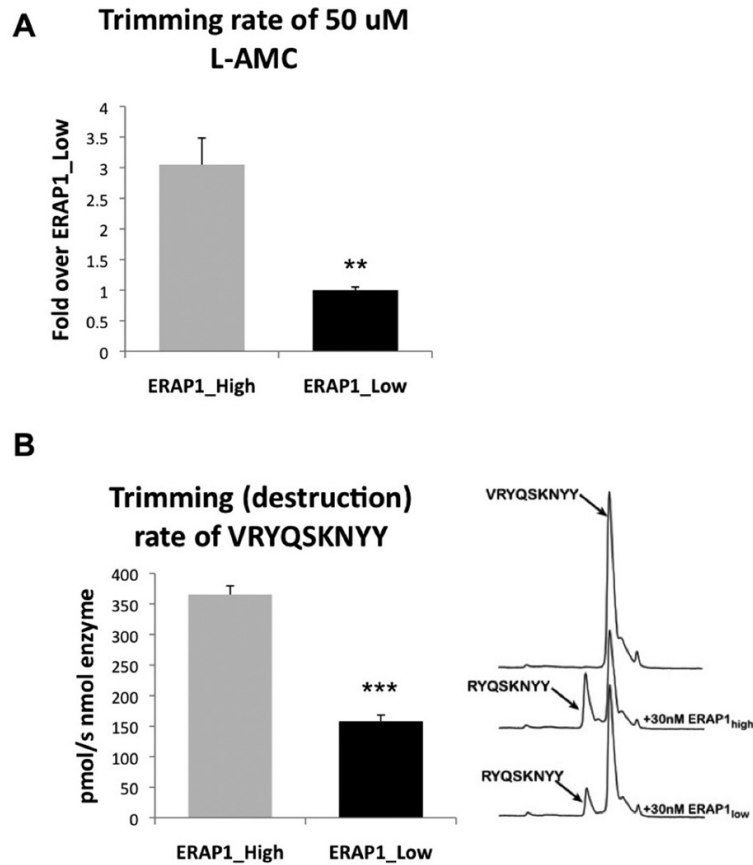 A
Trimming rate of 50 uM
L-AMC
Fold over ERAP1_Low
4
3.5
3
2.5
2
1.5
1
0.5
0
**
ERAP1_High
ERAP1_Low
B
Trimming (destruction)
rate of VRYQSKNYY
pmol/s nmol enzyme
400
350
300
250
200
150
100
50
0
***
ERAP1_High
ERAP1_Low
VRYQSKNYY
RYQSKNYY
+30nM ERAP1high
RYQSKNYY
+30nM ERAP1low